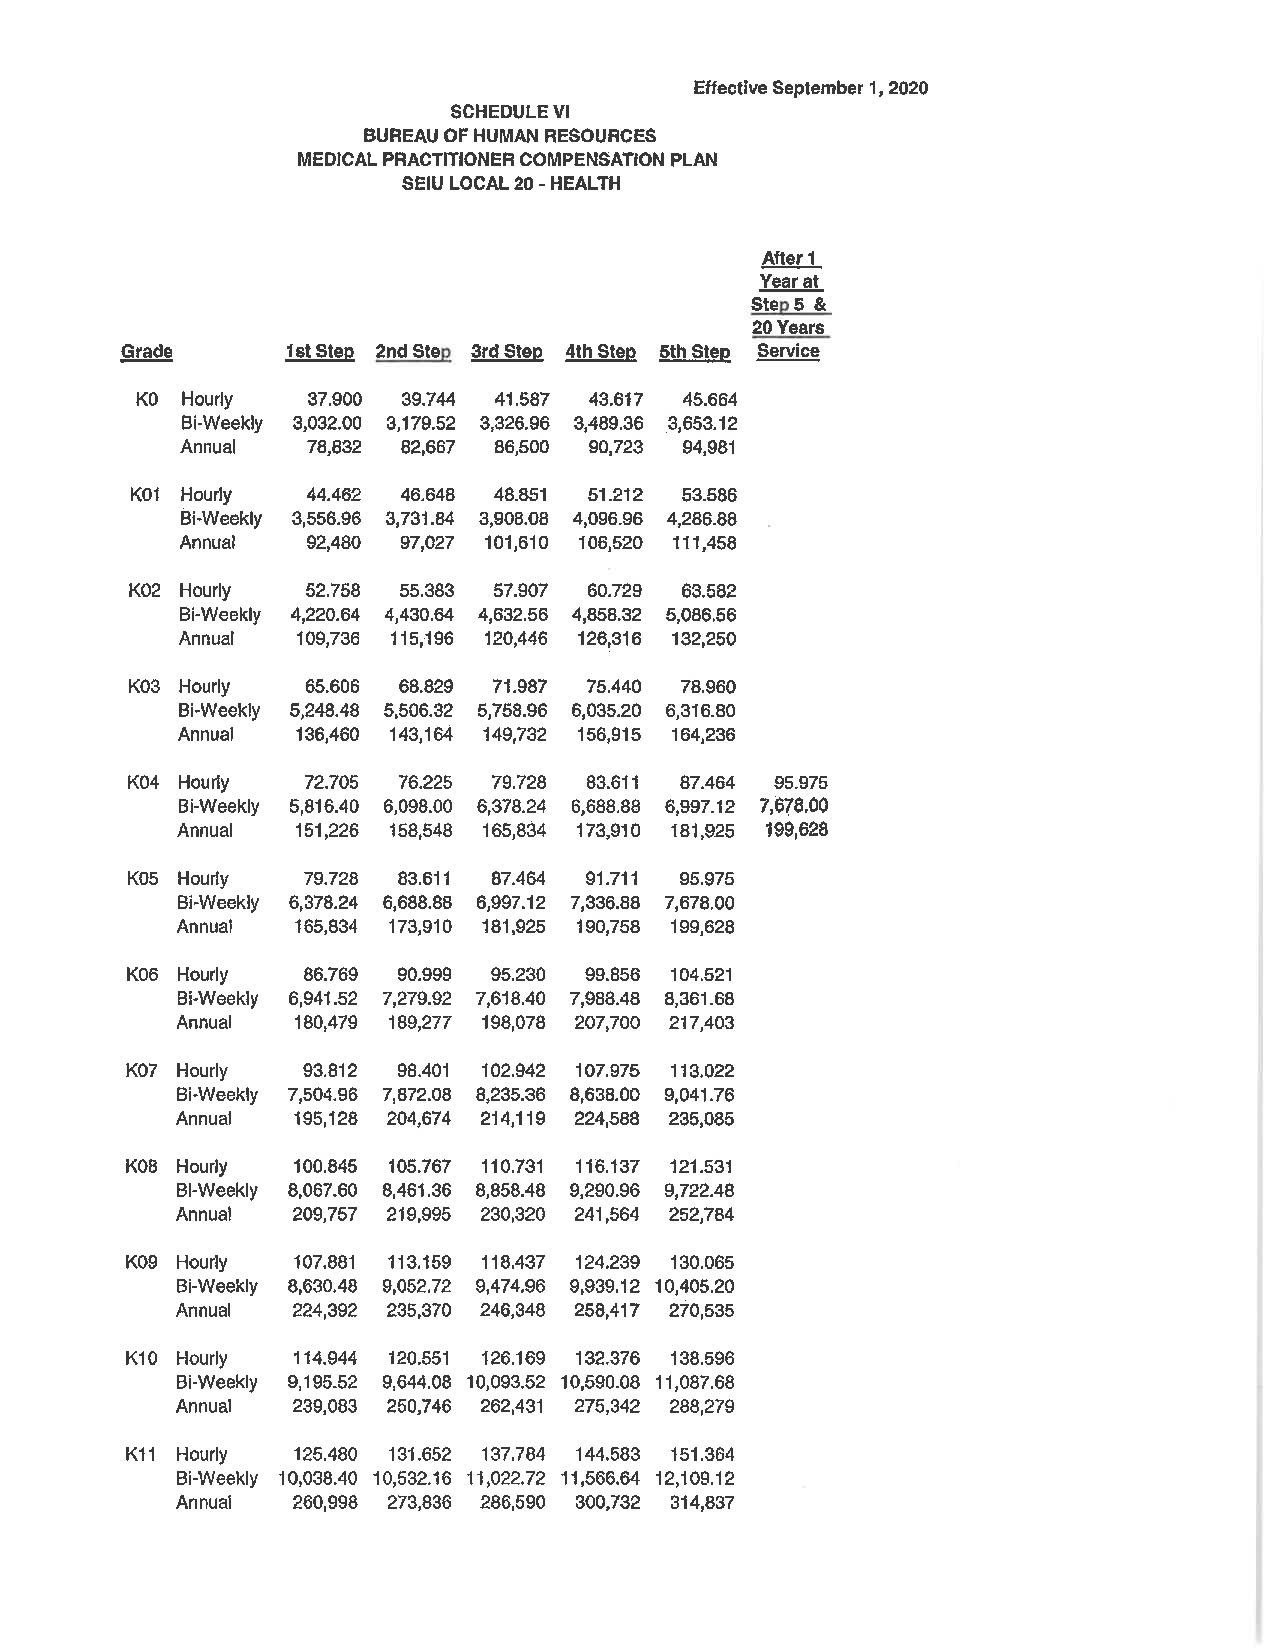 Effective September 1, 2020
SCHEDULE VI
BUREAU OF HUMAN RESOURCES
MEDICAL PRACTITIONER COMPENSATION PLAN
SEIU LOCAL 20 - HEALTH
After 1
Year at
Step 5 &
20 Years
Grade 1st Step 2nd Step 3rd Step 4th Step 5th Step Service
K0 Hourly 37.900 39.744 41.587 43.617 45.664
Bi-Weekly 3,032.00 3,179.52 3,326.96 3,489.36 3,653.12
Annual 78,832 82,667 86,500 90,723 94,981
K01 Hourly 44.462 46.648 48.851 51.212 53.586
Bi-Weekly 3,556.96 3,731.84 3,908.08 4,096.96 4,286.88
Annual 92,480 97,027 101,610 106,520 111,458
K02 Hourly 52.758 55.383 57.907 60.729 63.582
Bi-Weekly 4,220.64 4,430.64 4,632.56 4,858.32 5,086.56
Annual 109,736 115,196 120,446 126,316 132,250
K03 Hourly 65.606 68.829 71.987 75.440 78.960
Bi-Weekly 5,248.48 5,506.32 5,758.96 6,035.20 6,316.80
Annual 136,460 143,164 149,732 156,915 164,236
K04 Hourly 72.705 76.225 79.728 83.611 87.464 95.975
Bi-Weekly 5,816.40 6,098.00 6,378.24 6,688.88 6,997.12 7,678.00
Annual 151,226 158,548 165,834 173,910 181,925 199,628
K05 Hourly 79.728 83.611 87.464 91.711 95.975
Bi-Weekly 6,378.24 6,688.88 6,997.12 7,336.88 7,678.00
Annual 165,834 173,910 181,925 190,758 199,628
K06 Hourly 86.769 90.999 95.230 99.856 104.521
Bi-Weekly 6,941.52 7,279.92 7,618.40 7,988.48 8,361.68
Annual 180,479 189,277 198,078 207,700 217,403
K07 Hourly 93.812 98.401 102.942 107.975 113.022
Bi-Weekly 7,504.96 7,872.08 8,235.36 8,638.00 9,041.76
Annual 195,128 204,674 214,119 224,588 235,085
K08 Hourly 100.845 105.767 110.731 116.137 121.531
Bi-Weekly 8,067.60 8,461.36 8,858.48 9,290.96 9,722.48
Annual 209,757 219,995 230,320 241,564 252,784
K09 Hourly 107.881 113.159 118.437 124.239 130.065
Bi-Weekly 8,630.48 9,052.72 9,474.96 9,939.12 10,405.20
Annual 224,392 235,370 246,348 258,417 270,535
K10 Hourly 114.944 120.551 126.169 132.376 138.596
Bi-Weekly 9,195.52 9,644.08 10,093.52 10,590.08 11,087.68
Annual 239,083 250,746 262,431 275,342 288,279
K11 Hourly 125.480 131.652 137.784 144.583 151.364
Bi-Weekly 10,038.40 10,532.16 11,022.72 11,566.64 12,109.12
Annual 260,998 273,836 286,590 300,732 314,837